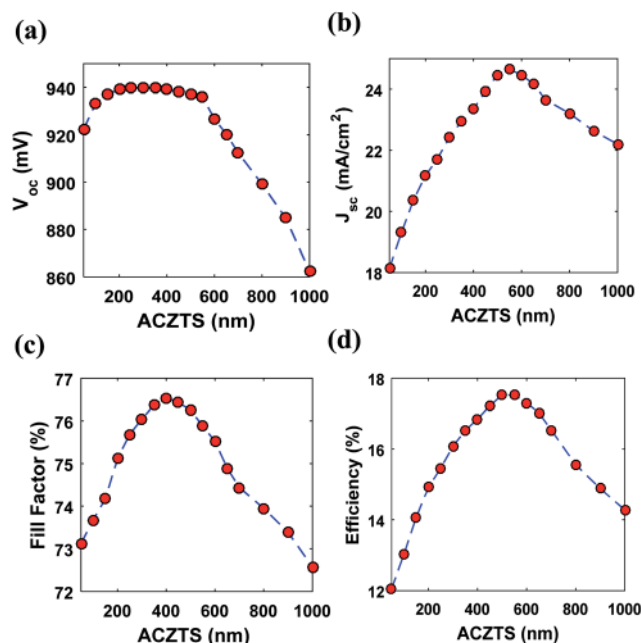 (a)
940
920
900
880
860
V_oc (mV)
200 400 600 800 1000
ACZTS (nm)
(b)
24
22
20
18
J_sc (mA/cm²)
200 400 600 800 1000
ACZTS (nm)
(c)
77
76
75
74
73
72
Fill Factor (%)
200 400 600 800 1000
ACZTS (nm)
(d)
18
16
14
12
Efficiency (%)
200 400 600 800 1000
ACZTS (nm)